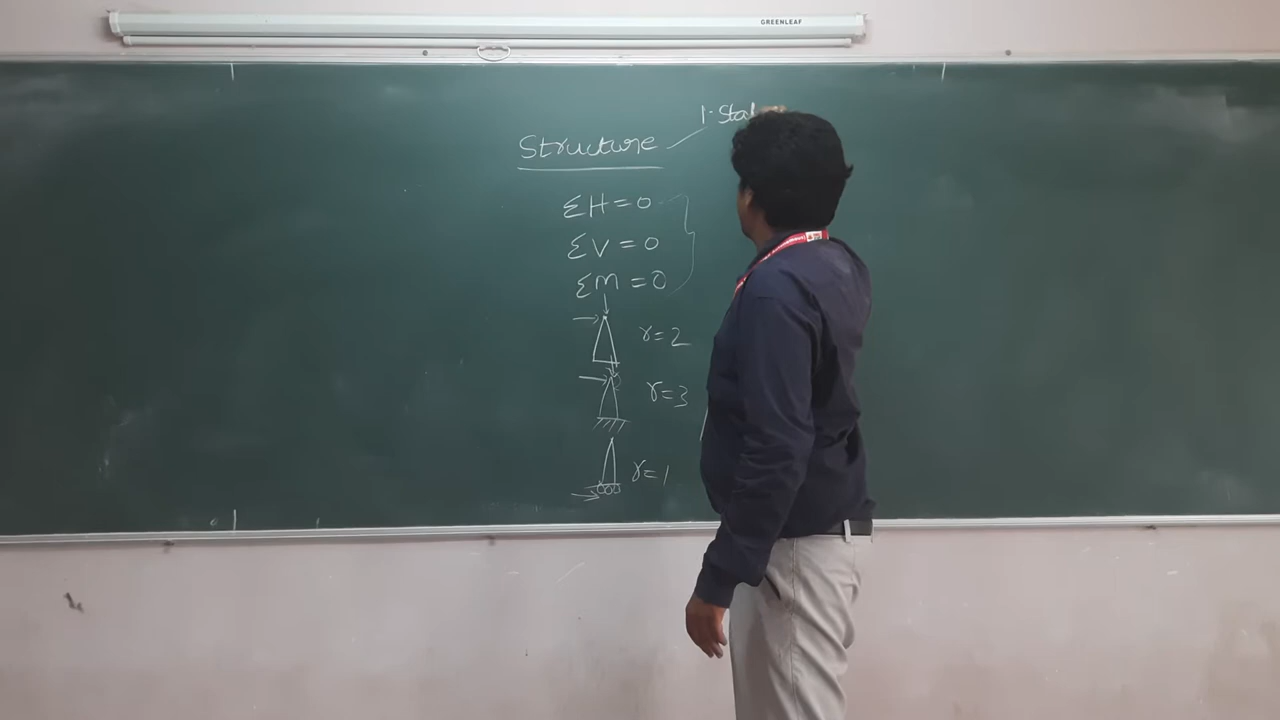 GREENLEAF
1. Sta
Structure
ΣH = 0
ΣV = 0
ΣM = 0
r = 2
r = 3
r = 1